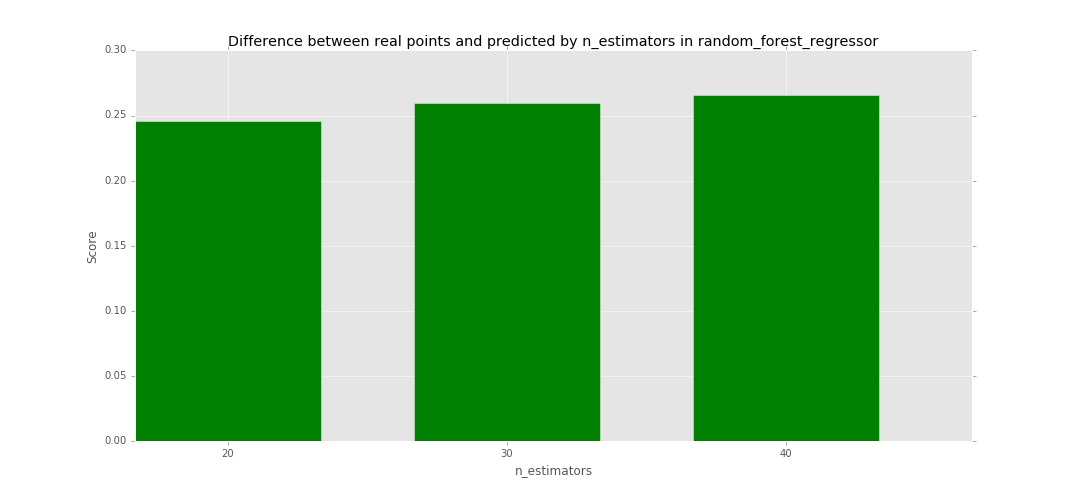 Difference between real points and predicted by n_estimators in random_forest_regressor
0.30
0.25
0.20
0.15
0.10
0.05
0.00
Score
20 30 40
n_estimators